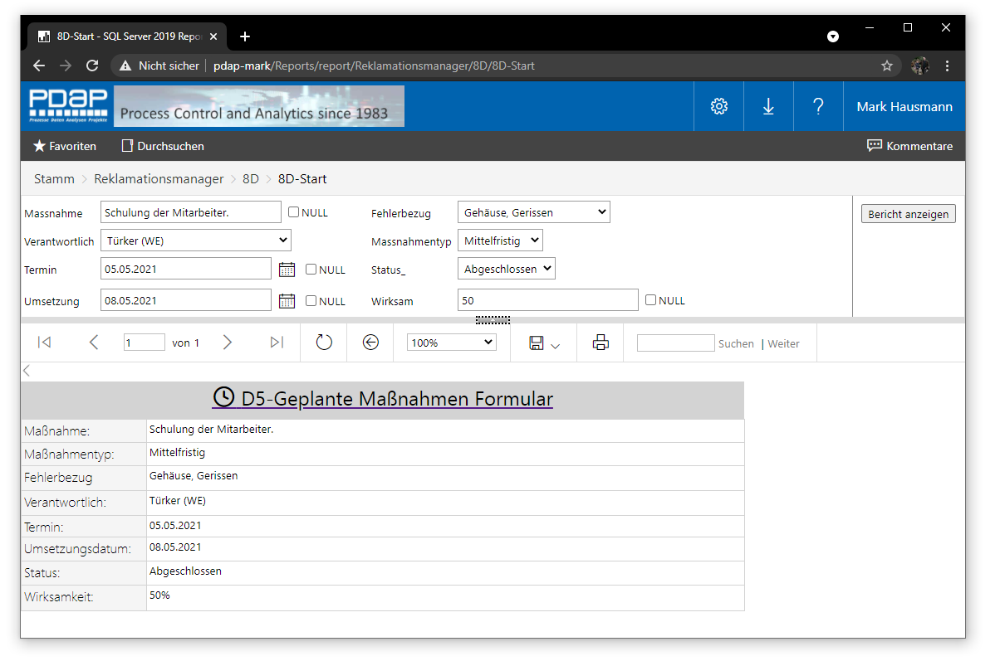 8D-Start - SQL Server 2019 Repo
Nicht sicher | pdap-mark/Reports/report/Reklamationsmanager/8D/8D-Start
PDAP
Prozesse Daten Analysen Projekte
Process Control and Analytics since 1983
? Mark Hausmann
Favoriten Durchsuchen Kommentare
Stamm > Reklamationsmanager > 8D > 8D-Start
Massnahme Schulung der Mitarbeiter. NULL Fehlerbezug Gehäuse, Gerissen Bericht anzeigen
Verantwortlich Türker (WE) Massnahmentyp Mittelfristig
Termin 05.05.2021 NULL Status_ Abgeschlossen
Umsetzung 08.05.2021 NULL Wirksam 50 NULL
1 von 1 100% Suchen | Weiter
D5-Geplante Maßnahmen Formular
Maßnahme: Schulung der Mitarbeiter.
Maßnahmentyp: Mittelfristig
Fehlerbezug Gehäuse, Gerissen
Verantwortlich: Türker (WE)
Termin: 05.05.2021
Umsetzungsdatum: 08.05.2021
Status: Abgeschlossen
Wirksamkeit: 50%